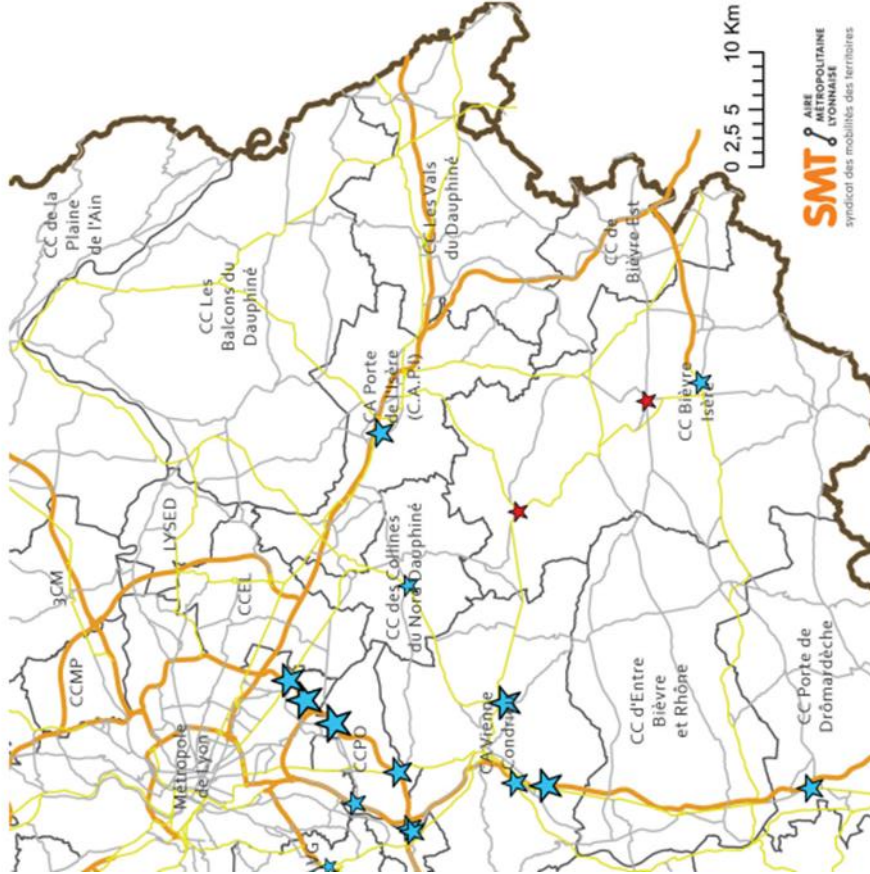 CC de la
Plaine
de l'Ain
CC Les
Balcons du
Dauphiné
CC Les Vals
du Dauphiné
CC de
Bièvre Est
CA Porte
de l'Isère
(C.A.P.I)
CC Bièvre
Isère
3CM
LYSED
CCMP
CCEL
CC des Collines
du Nord Dauphiné
Métropole
de Lyon
CCPO
CA Vienne
CC d'Entre
Bièvre
et Rhône
CC Porte de
Drômardèche
G
0 2,5 5 10 Km
SMT
AIRE
MÉTROPOLITAINE
LYONNAISE
syndicat des mobilités des territoires